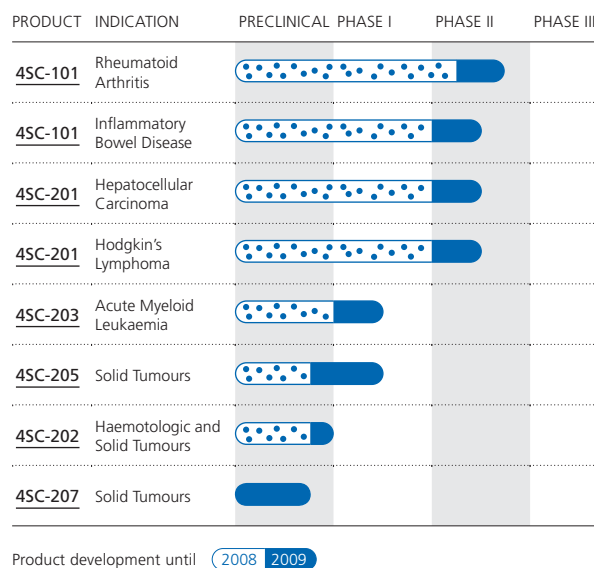 PRODUCT INDICATION PRECLINICAL PHASE I PHASE II PHASE III
4SC-101 Rheumatoid
Arthritis
4SC-101 Inflammatory
Bowel Disease
4SC-201 Hepatocellular
Carcinoma
4SC-201 Hodgkin's
Lymphoma
4SC-203 Acute Myeloid
Leukaemia
4SC-205 Solid Tumours
4SC-202 Haemotologic and
Solid Tumours
4SC-207 Solid Tumours
Product development until 2008 2009